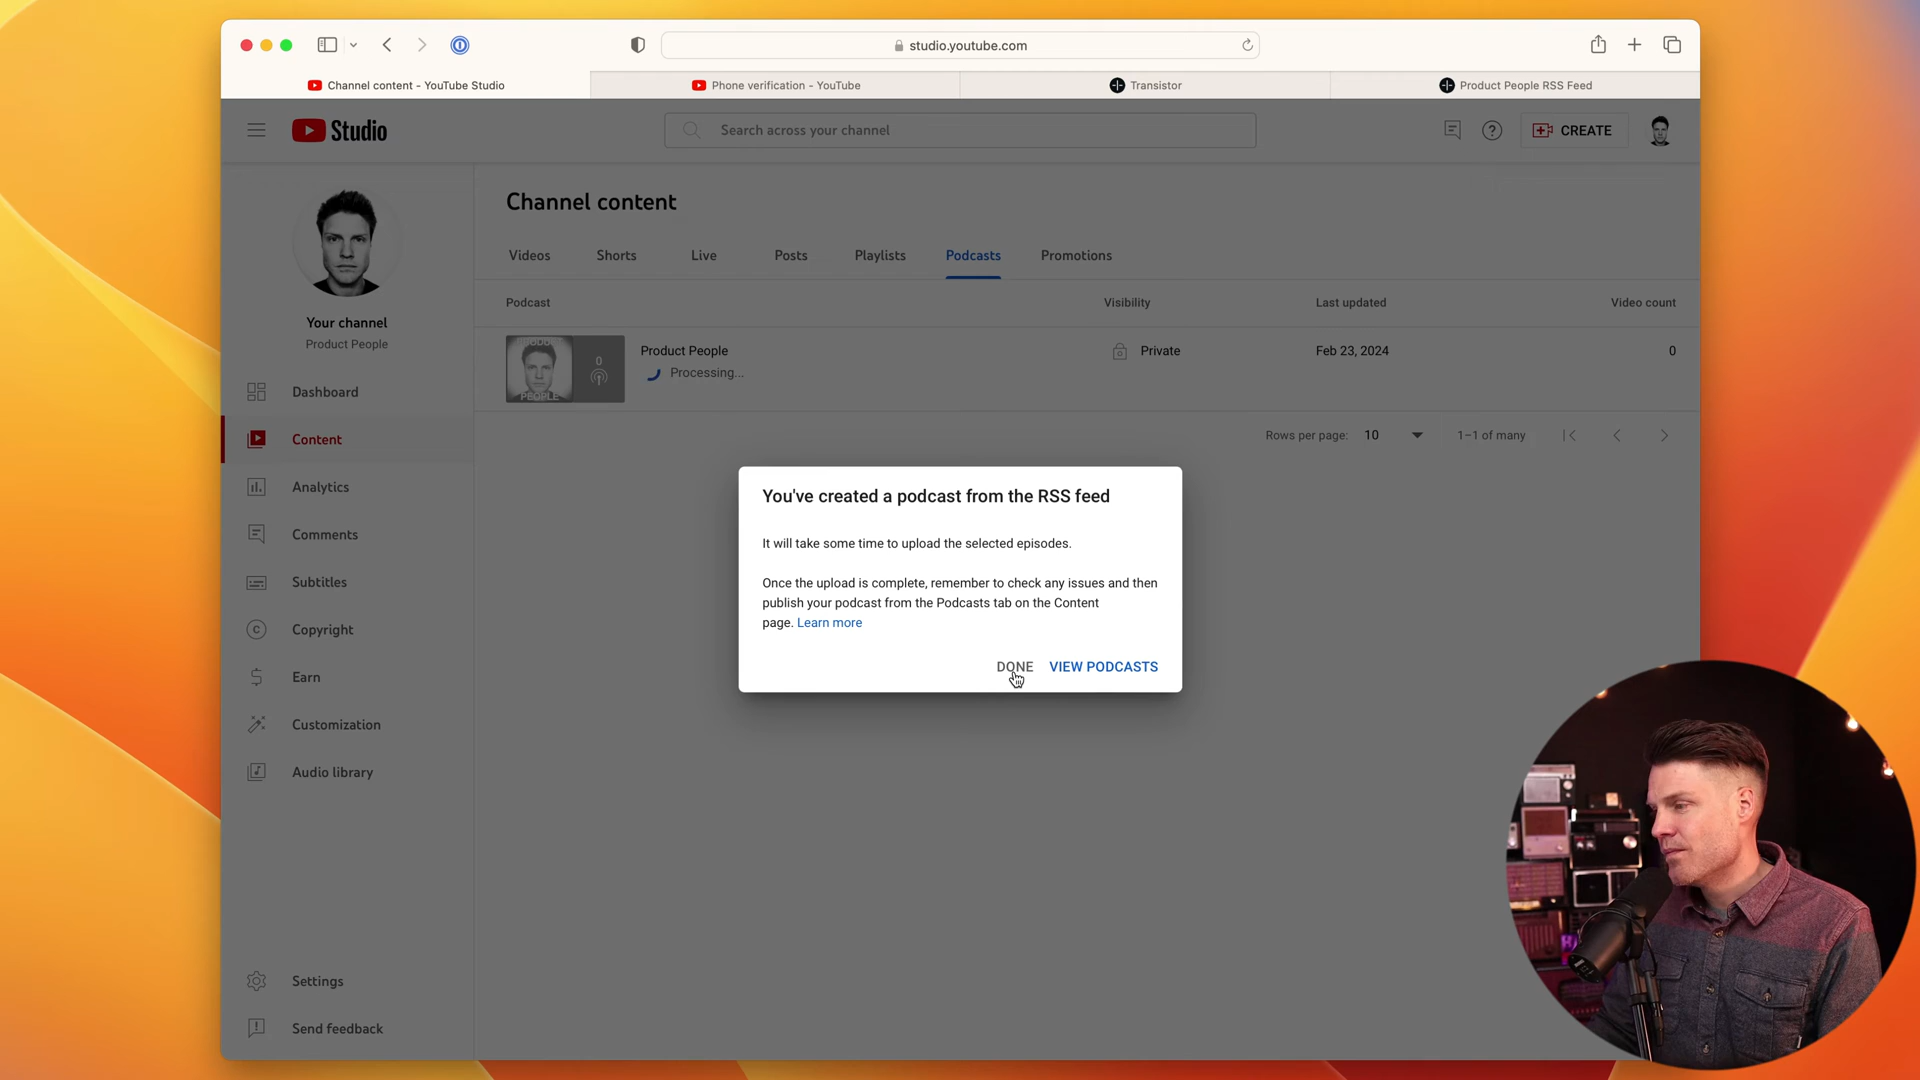 studio.youtube.com
Channel content - YouTube Studio
Phone verification - YouTube
Transistor
Product People RSS Feed
Studio
Search across your channel
CREATE
Channel content
Videos
Shorts
Live
Posts
Playlists
Podcasts
Promotions
Podcast
Visibility
Last updated
Video count
Product People
Processing...
0
PEOPLE
Private
Feb 23, 2024
0
Rows per page:
10
1–1 of many
Your channel
Product People
Dashboard
Content
Analytics
Comments
Subtitles
Copyright
Earn
Customization
Audio library
Settings
Send feedback
You've created a podcast from the RSS feed
It will take some time to upload the selected episodes.
Once the upload is complete, remember to check any issues and then
publish your podcast from the Podcasts tab on the Content
page. Learn more
DONE
VIEW PODCASTS